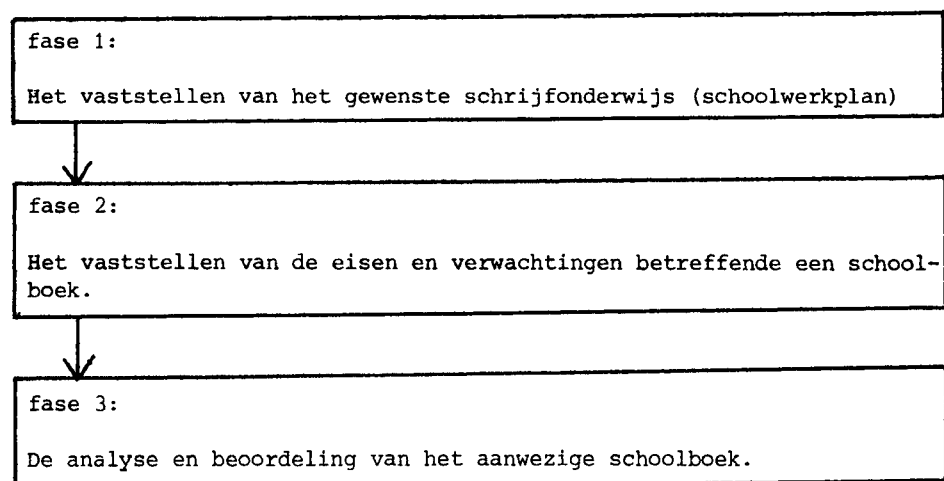 fase 1:
Het vaststellen van het gewenste schrijfonderwijs (schoolwerkplan)
fase 2:
Het vaststellen van de eisen en verwachtingen betreffende een school-
boek.
fase 3:
De analyse en beoordeling van het aanwezige schoolboek.